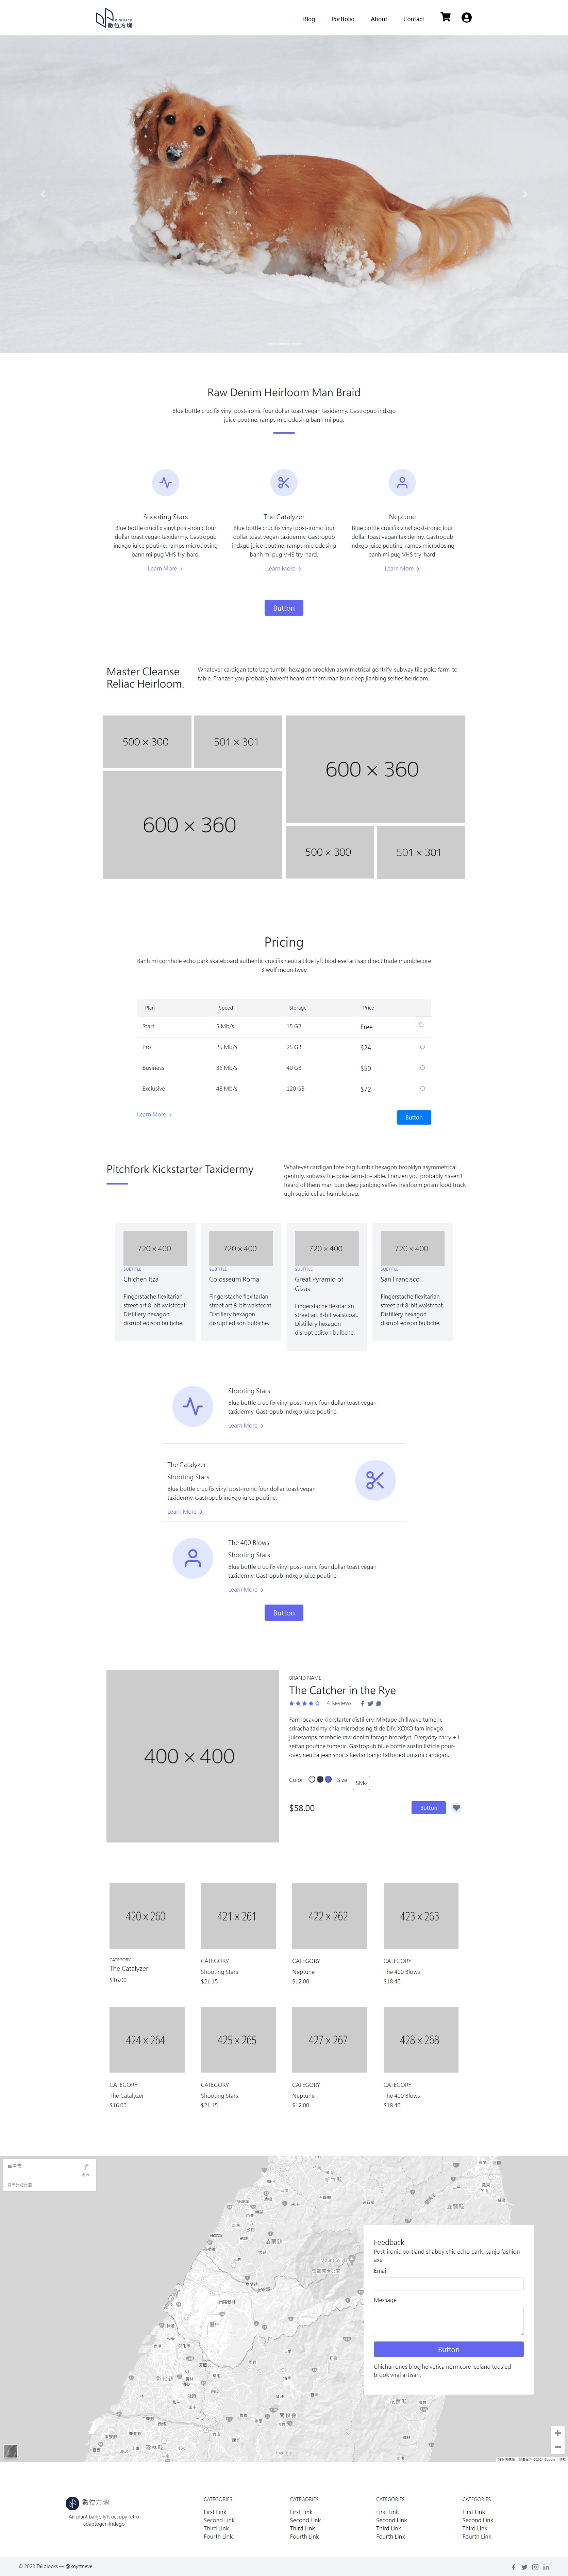 數位方塊
Blog
Portfolio
About
Contact
Raw Denim Heirloom Man Braid
Blue bottle crucifix vinyl post-ironic four dollar toast vegan taxidermy. Gastropub indxgo
juice poutine, ramps microdosing banh mi pug.
Shooting Stars
Blue bottle crucifix vinyl post-ironic four
dollar toast vegan taxidermy. Gastropub
indxgo juice poutine, ramps microdosing
banh mi pug VHS try-hard.
Learn More →
The Catalyzer
Blue bottle crucifix vinyl post-ironic four
dollar toast vegan taxidermy. Gastropub
indxgo juice poutine, ramps microdosing
banh mi pug VHS try-hard.
Learn More →
Neptune
Blue bottle crucifix vinyl post-ironic four
dollar toast vegan taxidermy. Gastropub
indxgo juice poutine, ramps microdosing
banh mi pug VHS try-hard.
Learn More →
Button
Master Cleanse
Reliac Heirloom.
Whatever cardigan tote bag tumblr hexagon brooklyn asymmetrical gentrify, subway tile poke farm-to-
table. Franzen you probably haven't heard of them man bun deep jianbing selfies heirloom.
500 × 300
501 × 301
600 × 360
600 × 360
500 × 300
501 × 301
Pricing
Banh mi cornhole echo park skateboard authentic crucifix neutra tilde lyft biodiesel artisan direct trade mumblecore
3 wolf moon twee
Plan Speed Storage Price
Start 5 Mb/s 15 GB Free
Pro 25 Mb/s 25 GB $24
Business 36 Mb/s 40 GB $50
Exclusive 48 Mb/s 120 GB $72
Learn More →
Button
Pitchfork Kickstarter Taxidermy
Whatever cardigan tote bag tumblr hexagon brooklyn asymmetrical
gentrify, subway tile poke farm-to-table. Franzen you probably haven't
heard of them man bun deep jianbing selfies heirloom prism food truck
ugh squid celiac humblebrag.
720 × 400
SUBTITLE
Chichen Itza
Fingerstache flexitarian
street art 8-bit waistcoat.
Distillery hexagon
disrupt edison bulbche.
720 × 400
SUBTITLE
Colosseum Roma
Fingerstache flexitarian
street art 8-bit waistcoat.
Distillery hexagon
disrupt edison bulbche.
720 × 400
SUBTITLE
Great Pyramid of
Gizaa
Fingerstache flexitarian
street art 8-bit waistcoat.
Distillery hexagon
disrupt edison bulbche.
720 × 400
SUBTITLE
San Francisco
Fingerstache flexitarian
street art 8-bit waistcoat.
Distillery hexagon
disrupt edison bulbche.
Shooting Stars
Blue bottle crucifix vinyl post-ironic four dollar toast vegan
taxidermy. Gastropub indxgo juice poutine.
Learn More →
The Catalyzer
Shooting Stars
Blue bottle crucifix vinyl post-ironic four dollar toast vegan
taxidermy. Gastropub indxgo juice poutine.
Learn More →
The 400 Blows
Shooting Stars
Blue bottle crucifix vinyl post-ironic four dollar toast vegan
taxidermy. Gastropub indxgo juice poutine.
Learn More →
Button
400 × 400
BRAND NAME
The Catcher in the Rye
4 Reviews
Fam locavore kickstarter distillery. Mixtape chillwave tumeric
sriracha taximy chia microdosing tilde DIY. XOXO fam indxgo
juiceramps cornhole raw denim forage brooklyn. Everyday carry +1
seitan poutine tumeric. Gastropub blue bottle austin listicle pour-
over, neutra jean shorts keytar banjo tattooed umami cardigan.
Color
Size
SM
$58.00
Button
420 x 260
CATEGORY
The Catalyzer
$16.00
421 x 261
CATEGORY
Shooting Stars
$21.15
422 x 262
CATEGORY
Neptune
$12.00
423 x 263
CATEGORY
The 400 Blows
$18.40
424 x 264
CATEGORY
The Catalyzer
$16.00
425 x 265
CATEGORY
Shooting Stars
$21.15
427 x 267
CATEGORY
Neptune
$12.00
428 x 268
CATEGORY
The 400 Blows
$18.40
台中市
新竹縣
宜蘭縣
苗栗縣
臺中
彰化縣
南投縣
雲林縣
花蓮縣
Feedback
Post-ironic portland shabby chic echo park, banjo fashion
axe
Email
Message
Button
Chicharrones blog helvetica normcore iceland tousled
brook viral artisan.
數位方塊
Air plant banjo lyft occupy retro
adaptogen indego
CATEGORIES
First Link
Second Link
Third Link
Fourth Link
CATEGORIES
First Link
Second Link
Third Link
Fourth Link
CATEGORIES
First Link
Second Link
Third Link
Fourth Link
CATEGORIES
First Link
Second Link
Third Link
Fourth Link
© 2020 Tailblocks — @knyttneve